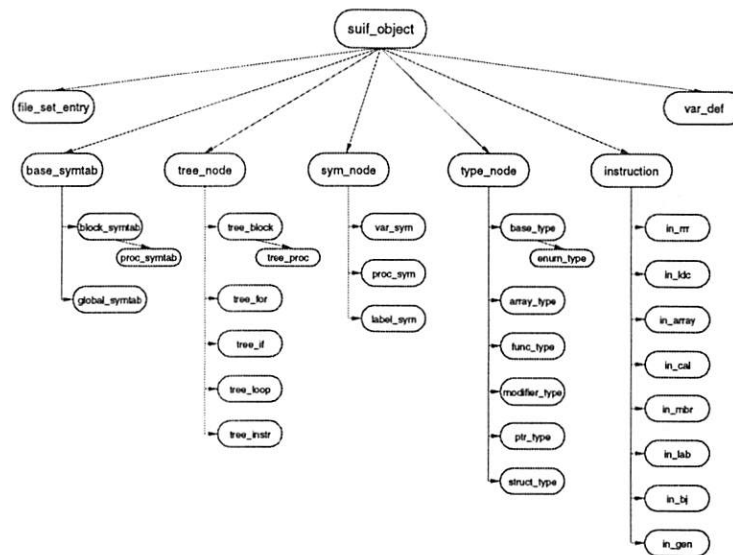 suif_object
file_set_entry
var_def
base_symtab
tree_node
sym_node
type_node
instruction
block_symtab
proc_symtab
global_symtab
tree_block
tree_proc
tree_for
tree_if
tree_loop
tree_instr
var_sym
proc_sym
label_sym
base_type
enum_type
array_type
func_type
modifier_type
ptr_type
struct_type
in_rrr
in_ldc
in_array
in_cal
in_mbr
in_lab
in_bj
in_gen